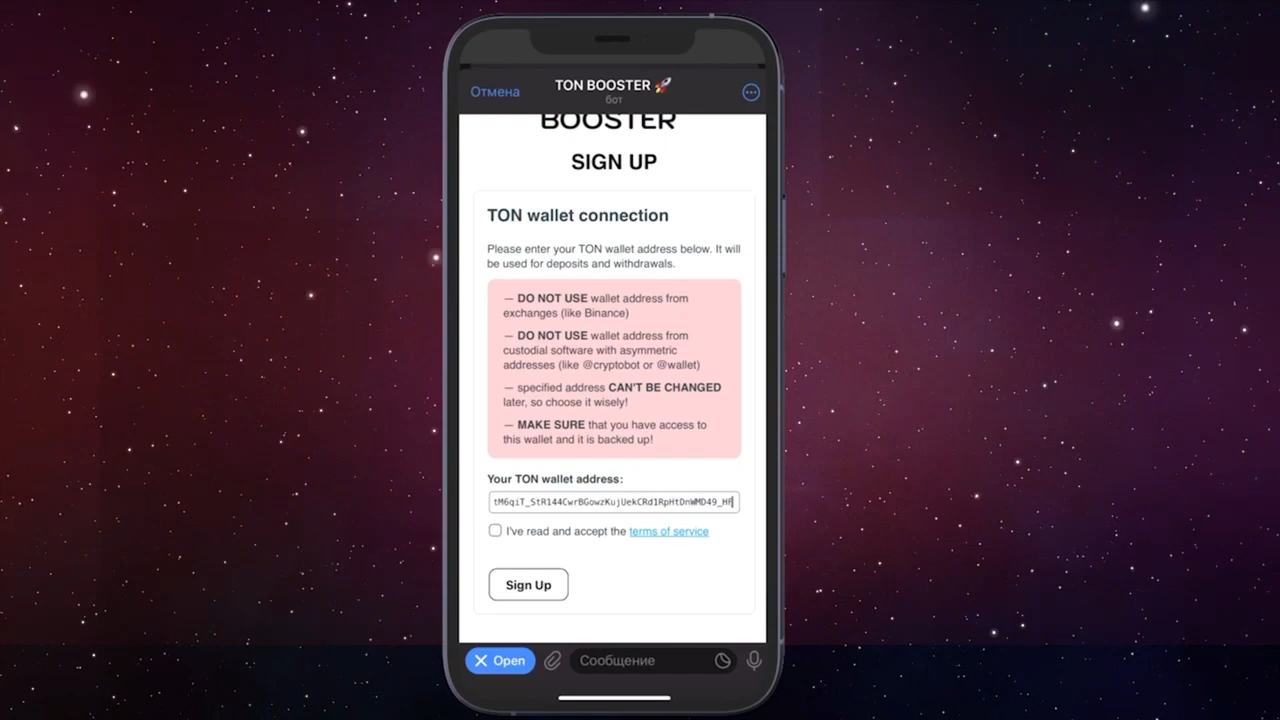 Отмена
TON BOOSTER 🚀
бот
BOOSTER
SIGN UP
TON wallet connection
Please enter your TON wallet address below. It will
be used for deposits and withdrawals.
— DO NOT USE wallet address from
exchanges (like Binance)
— DO NOT USE wallet address from
custodial software with asymmetric
addresses (like @cryptobot or @wallet)
— specified address CAN'T BE CHANGED
later, so choose it wisely!
— MAKE SURE that you have access to
this wallet and it is backed up!
Your TON wallet address:
tM6qiT_StR144CwrBGowzKujUekCRd1RpHtDnWMD49_HR
I've read and accept the terms of service
Sign Up
Open
Сообщение